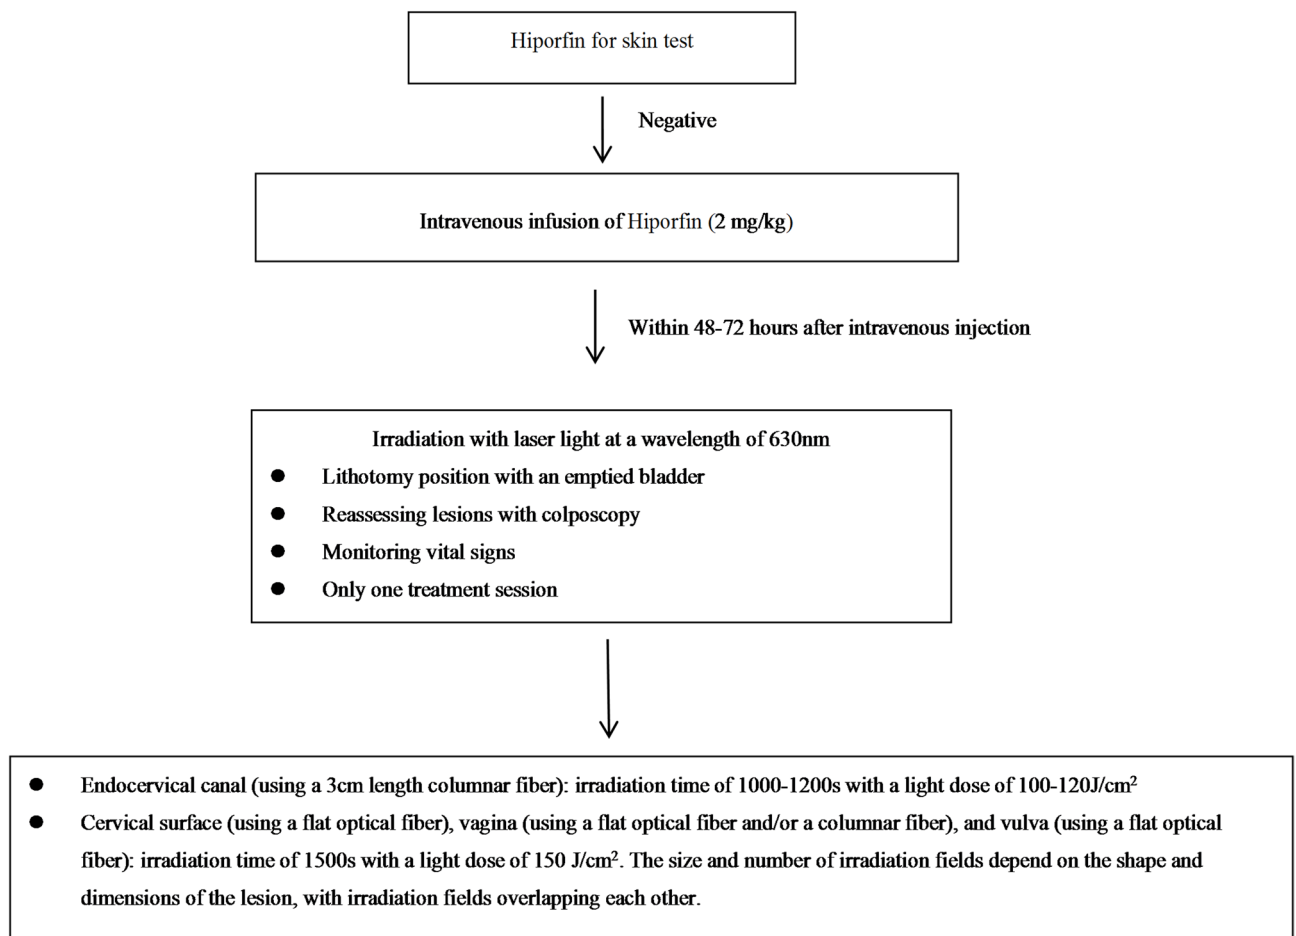 Hiporfin for skin test
Negative
Intravenous infusion of Hiporfin (2 mg/kg)
Within 48-72 hours after intravenous injection
Irradiation with laser light at a wavelength of 630nm
● Lithotomy position with an emptied bladder
● Reassessing lesions with colposcopy
● Monitoring vital signs
● Only one treatment session
● Endocervical canal (using a 3cm length columnar fiber): irradiation time of 1000-1200s with a light dose of 100-120J/cm²
● Cervical surface (using a flat optical fiber), vagina (using a flat optical fiber and/or a columnar fiber), and vulva (using a flat optical
fiber): irradiation time of 1500s with a light dose of 150 J/cm². The size and number of irradiation fields depend on the shape and
dimensions of the lesion, with irradiation fields overlapping each other.